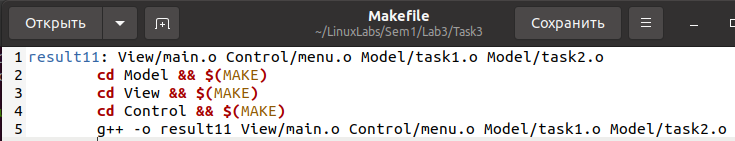 Открыть
Makefile
~/LinuxLabs/Sem1/Lab3/Task3
Сохранить
1 result11: View/main.o Control/menu.o Model/task1.o Model/task2.o
2 cd Model && $(MAKE)
3 cd View && $(MAKE)
4 cd Control && $(MAKE)
5 g++ -o result11 View/main.o Control/menu.o Model/task1.o Model/task2.o